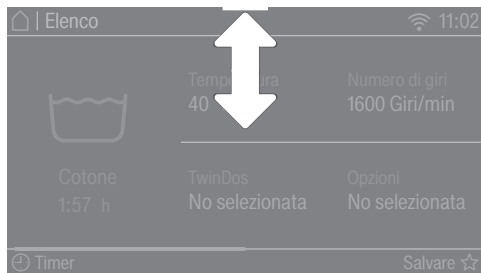 | Elenco 11:02
Temperatura Numero di giri
40 1600 Giri/min
Cotone TwinDos Opzioni
1:57 h No selezionata No selezionata
Timer Salvare